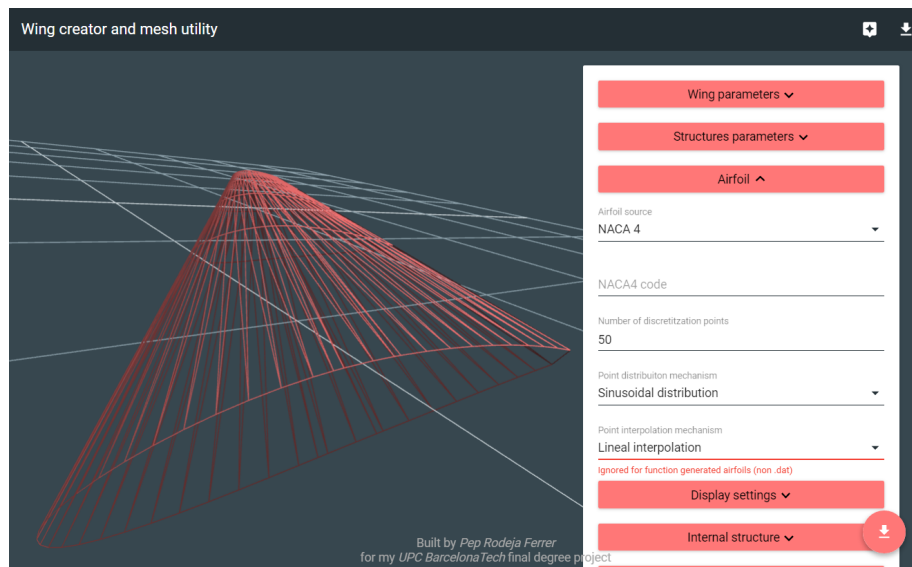 Wing creator and mesh utility
Wing parameters
Structures parameters
Airfoil
Airfoil source
NACA 4
NACA4 code
Number of discretitzation points
50
Point distribuiton mechanism
Sinusoidal distribution
Point interpolation mechanism
Lineal interpolation
Ignored for function generated airfoils (non .dat)
Display settings
Internal structure
Built by Pep Rodeja Ferrer
for my UPC BarcelonaTech final degree project